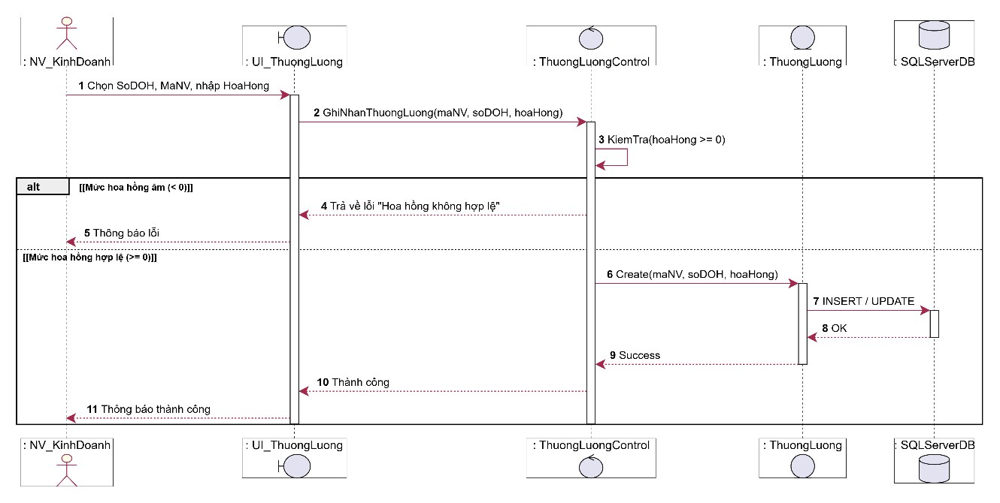 : NV_KinhDoanh
: UI_ThuongLuong
: ThuongLuongControl
: ThuongLuong
: SQLServerDB
1 Chọn SoDOH, MaNV, nhập HoaHong
2 GhiNhanThuongLuong(maNV, soDOH, hoaHong)
3 KiemTra(hoaHong >= 0)
alt
[[Mức hoa hồng âm (< 0)]]
4 Trả về lỗi "Hoa hồng không hợp lệ"
5 Thông báo lỗi
[[Mức hoa hồng hợp lệ (>= 0)]]
6 Create(maNV, soDOH, hoaHong)
7 INSERT / UPDATE
8 OK
9 Success
10 Thành công
11 Thông báo thành công
: NV_KinhDoanh
: UI_ThuongLuong
: ThuongLuongControl
: ThuongLuong
: SQLServerDB